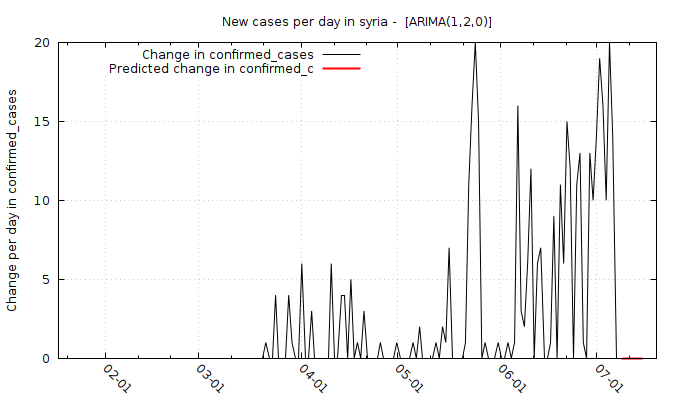 New cases per day in syria -  [ARIMA(1,2,0)]
Change in confirmed_cases
Predicted change in confirmed_c
Change per day in confirmed_cases
20
15
10
5
0
02-01
03-01
04-01
05-01
06-01
07-01